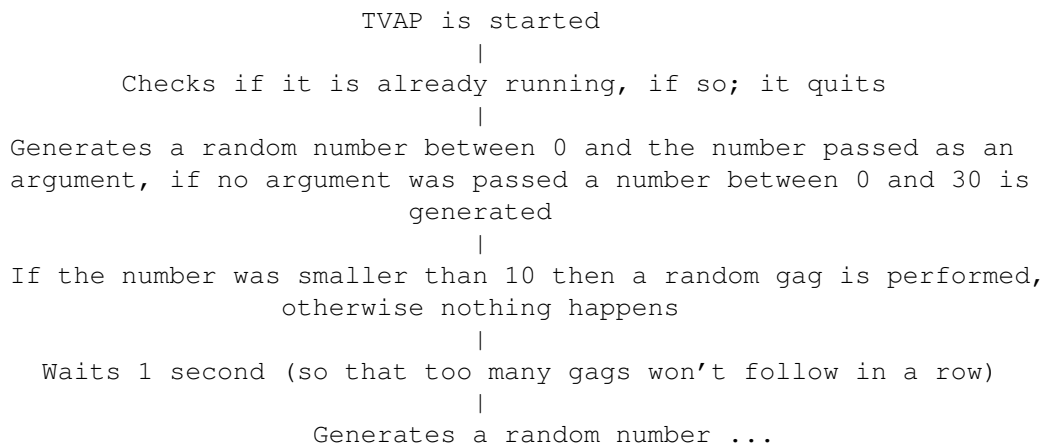 TVAP is started
|
Checks if it is already running, if so; it quits
|
Generates a random number between 0 and the number passed as an
argument, if no argument was passed a number between 0 and 30 is
generated
|
If the number was smaller than 10 then a random gag is performed,
otherwise nothing happens
|
Waits 1 second (so that too many gags won't follow in a row)
|
Generates a random number ...